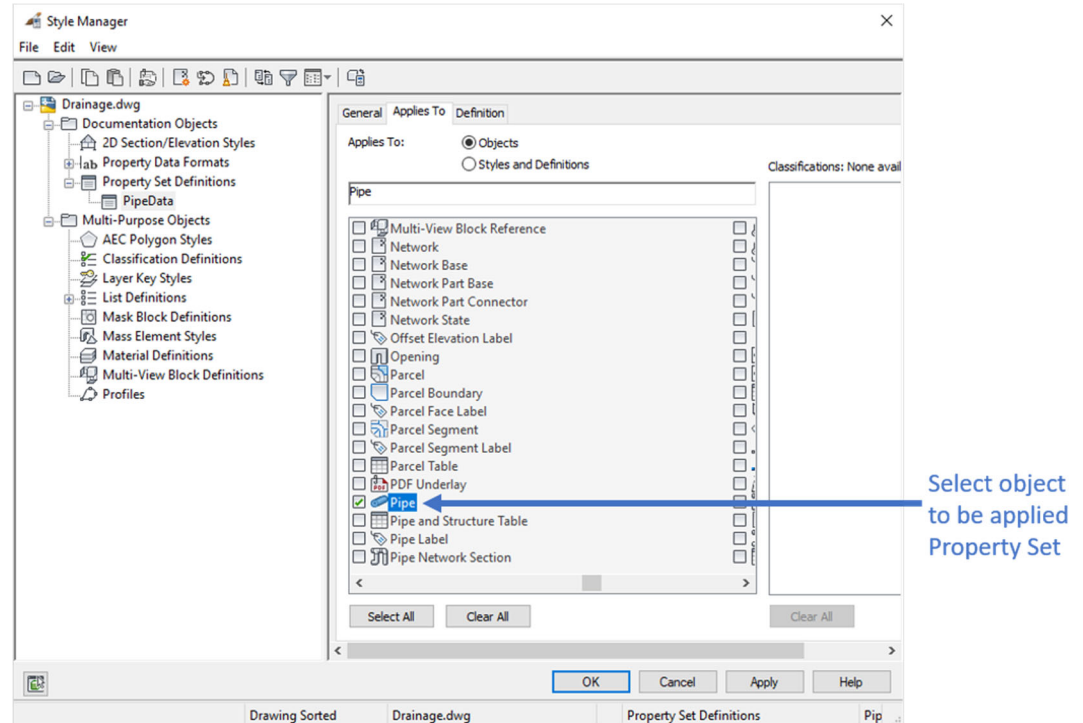 Style Manager
File Edit View
Drainage.dwg
Documentation Objects
2D Section/Elevation Styles
Property Data Formats
Property Set Definitions
PipeData
Multi-Purpose Objects
AEC Polygon Styles
Classification Definitions
Layer Key Styles
List Definitions
Mask Block Definitions
Mass Element Styles
Material Definitions
Multi-View Block Definitions
Profiles
General Applies To Definition
Applies To: Objects
Styles and Definitions
Classifications: None avail
Pipe
Multi-View Block Reference
Network
Network Base
Network Part Base
Network Part Connector
Network State
Offset Elevation Label
Opening
Parcel
Parcel Boundary
Parcel Face Label
Parcel Segment
Parcel Segment Label
Parcel Table
PDF Underlay
Pipe
Pipe and Structure Table
Pipe Label
Pipe Network Section
Select All Clear All
Clear All
Select object
to be applied
Property Set
OK Cancel Apply Help
Drawing Sorted Drainage.dwg Property Set Definitions Pip